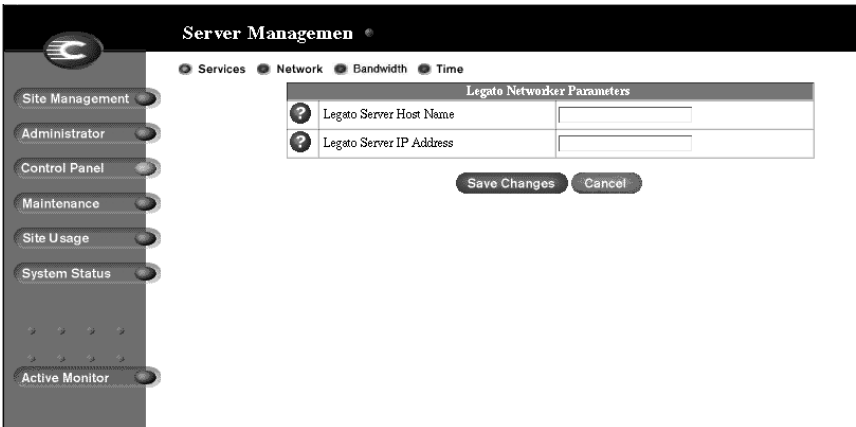 Server Managemen
Services Network Bandwidth Time
Site Management
Administrator
Control Panel
Maintenance
Site Usage
System Status
Active Monitor
Legato Networker Parameters
? Legato Server Host Name
? Legato Server IP Address
Save Changes Cancel